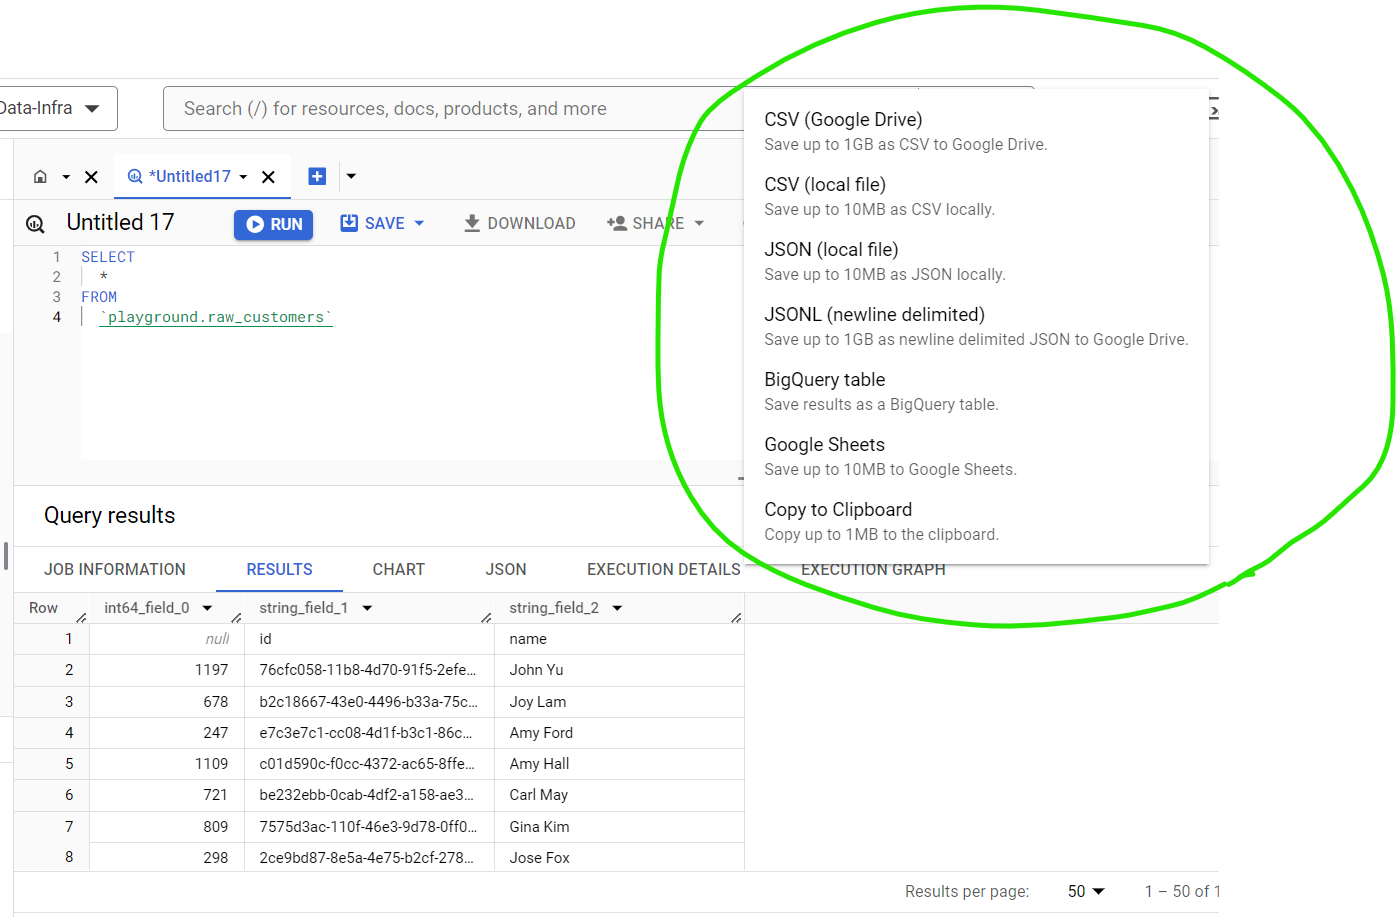 Data-Infra
Search (/) for resources, docs, products, and more
*Untitled17
Untitled 17
RUN
SAVE
DOWNLOAD
SHARE
1 SELECT
2 *
3 FROM
4 `playground.raw_customers`
CSV (Google Drive)
Save up to 1GB as CSV to Google Drive.
CSV (local file)
Save up to 10MB as CSV locally.
JSON (local file)
Save up to 10MB as JSON locally.
JSONL (newline delimited)
Save up to 1GB as newline delimited JSON to Google Drive.
BigQuery table
Save results as a BigQuery table.
Google Sheets
Save up to 10MB to Google Sheets.
Copy to Clipboard
Copy up to 1MB to the clipboard.
Query results
JOB INFORMATION RESULTS CHART JSON EXECUTION DETAILS EXECUTION GRAPH
Row int64_field_0 string_field_1 string_field_2
1 null id name
2 1197 76cfc058-11b8-4d70-91f5-2efe... John Yu
3 678 b2c18667-43e0-4496-b33a-75c... Joy Lam
4 247 e7c3e7c1-cc08-4d1f-b3c1-86c... Amy Ford
5 1109 c01d590c-f0cc-4372-ac65-8ffe... Amy Hall
6 721 be232ebb-0cab-4df2-a158-ae3... Carl May
7 809 7575d3ac-110f-46e3-9d78-0ff0... Gina Kim
8 298 2ce9bd87-8e5a-4e75-b2cf-278... Jose Fox
Results per page: 50 1 – 50 of 1